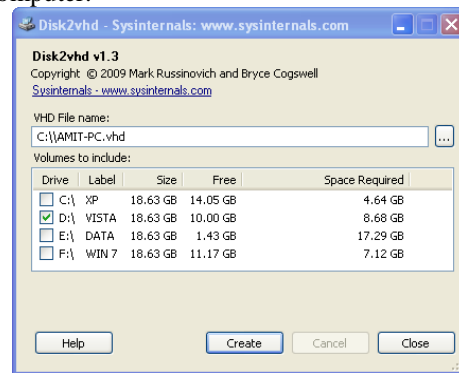 Disk2vhd - Sysinternals: www.sysinternals.com
Disk2vhd v1.3
Copyright © 2009 Mark Russinovich and Bryce Cogswell
Sysinternals - www.sysinternals.com
VHD File name:
C:\\AMIT-PC.vhd ...
Volumes to include:
Drive Label Size Free Space Required
C:\ XP 18.63 GB 14.05 GB 4.64 GB
D:\ VISTA 18.63 GB 10.00 GB 8.68 GB
E:\ DATA 18.63 GB 1.43 GB 17.29 GB
F:\ WIN 7 18.63 GB 11.17 GB 7.12 GB
Help Create Cancel Close